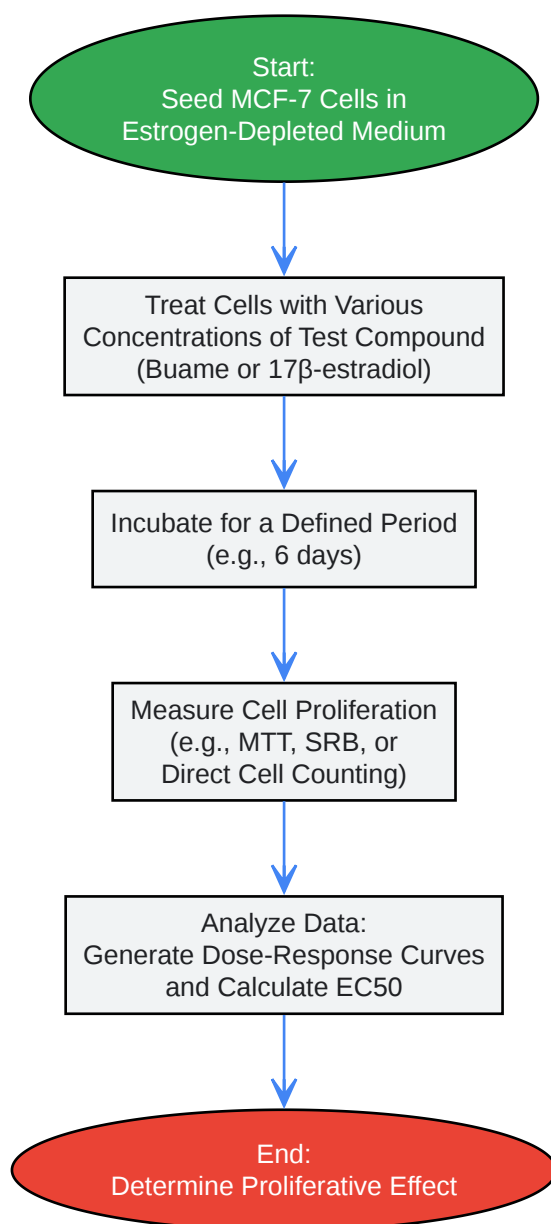 Start:
Seed MCF-7 Cells in
Estrogen-Depleted Medium
Treat Cells with Various
Concentrations of Test Compound
(Buame or 17β-estradiol)
Incubate for a Defined Period
(e.g., 6 days)
Measure Cell Proliferation
(e.g., MTT, SRB, or
Direct Cell Counting)
Analyze Data:
Generate Dose-Response Curves
and Calculate EC50
End:
Determine Proliferative Effect